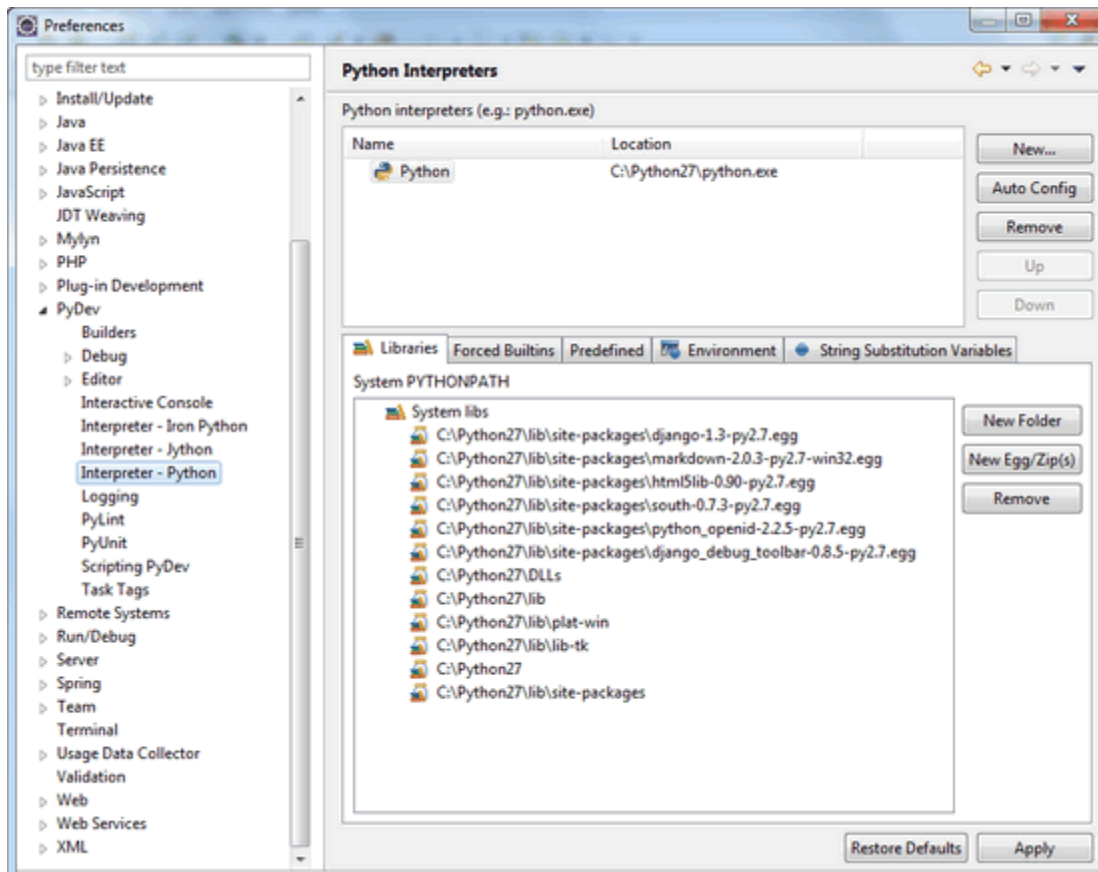 Preferences
type filter text
Install/Update
Java
Java EE
Java Persistence
JavaScript
JDT Weaving
Mylyn
PHP
Plug-in Development
PyDev
Builders
Debug
Editor
Interactive Console
Interpreter - Iron Python
Interpreter - Jython
Interpreter - Python
Logging
PyLint
PyUnit
Scripting PyDev
Task Tags
Remote Systems
Run/Debug
Server
Spring
Team
Terminal
Usage Data Collector
Validation
Web
Web Services
XML
Python Interpreters
Python interpreters (e.g.: python.exe)
Name Location
Python C:\Python27\python.exe
New...
Auto Config
Remove
Up
Down
Libraries Forced Builtins Predefined Environment String Substitution Variables
System PYTHONPATH
System libs
C:\Python27\lib\site-packages\django-1.3-py2.7.egg
C:\Python27\lib\site-packages\markdown-2.0.3-py2.7-win32.egg
C:\Python27\lib\site-packages\html5lib-0.90-py2.7.egg
C:\Python27\lib\site-packages\south-0.7.3-py2.7.egg
C:\Python27\lib\site-packages\python_openid-2.2.5-py2.7.egg
C:\Python27\lib\site-packages\django_debug_toolbar-0.8.5-py2.7.egg
C:\Python27\DLLs
C:\Python27\lib
C:\Python27\lib\plat-win
C:\Python27\lib\lib-tk
C:\Python27
C:\Python27\lib\site-packages
New Folder
New Egg/Zip(s)
Remove
Restore Defaults Apply